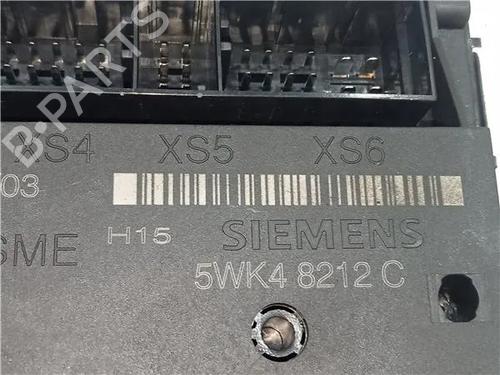 B-PARTS
XS4 XS5 XS6
03
H15 SIEMENS
SME
5WK4 8212 C